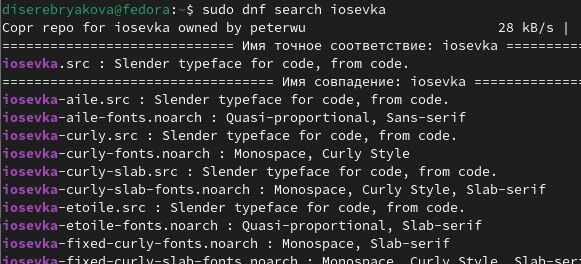 diserebryakova@fedora:~$ sudo dnf search iosevka
Copr repo for iosevka owned by peterwu 28 kB/s |
============================ Имя точное соответствие: iosevka ==========
iosevka.src : Slender typeface for code, from code.
================================= Имя совпадение: iosevka ==============
iosevka-aile.src : Slender typeface for code, from code.
iosevka-aile-fonts.noarch : Quasi-proportional, Sans-serif
iosevka-curly.src : Slender typeface for code, from code.
iosevka-curly-fonts.noarch : Monospace, Curly Style
iosevka-curly-slab.src : Slender typeface for code, from code.
iosevka-curly-slab-fonts.noarch : Monospace, Curly Style, Slab-serif
iosevka-etoile.src : Slender typeface for code, from code.
iosevka-etoile-fonts.noarch : Quasi-proportional, Slab-serif
iosevka-fixed-curly-fonts.noarch : Monospace, Slab-serif
iosevka-fixed-curly-slab-fonts.noarch : Monospace, Curly Style, Slab-ser